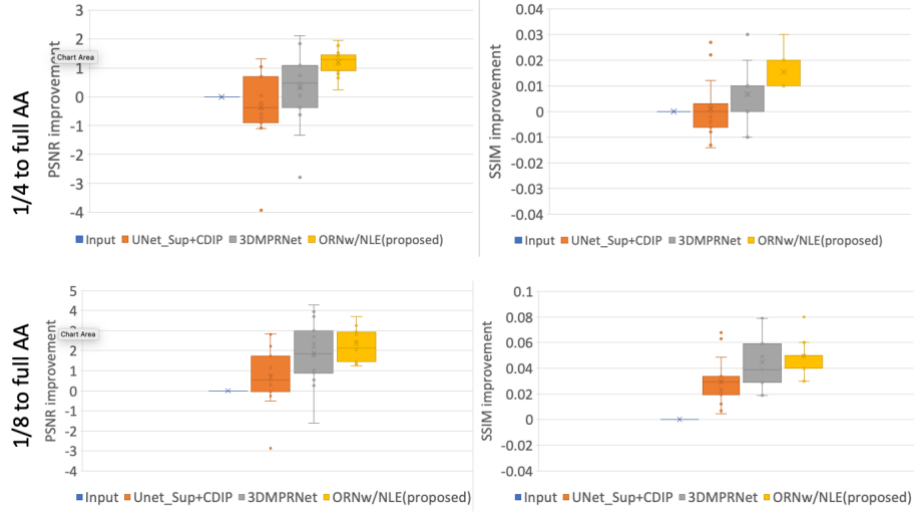 1/4 to full AA
PSNR improvement
3
2
1
0
-1
-2
-3
-4
Chart Area
Input UNet_Sup+CDIP 3DMPRNet ORNw/NLE(proposed)
SSIM improvement
0.04
0.03
0.02
0.01
0
-0.01
-0.02
-0.03
-0.04
Input UNet_Sup+CDIP 3DMPRNet ORNw/NLE(proposed)
1/8 to full AA
PSNR improvement
5
4
3
2
1
0
-1
-2
-3
-4
Chart Area
Input Unet_Sup+CDIP 3DMPRNet ORNw/NLE(proposed)
SSIM improvement
0.1
0.08
0.06
0.04
0.02
0
-0.02
-0.04
Input Unet_Sup+CDIP 3DMPRNet ORNw/NLE(proposed)